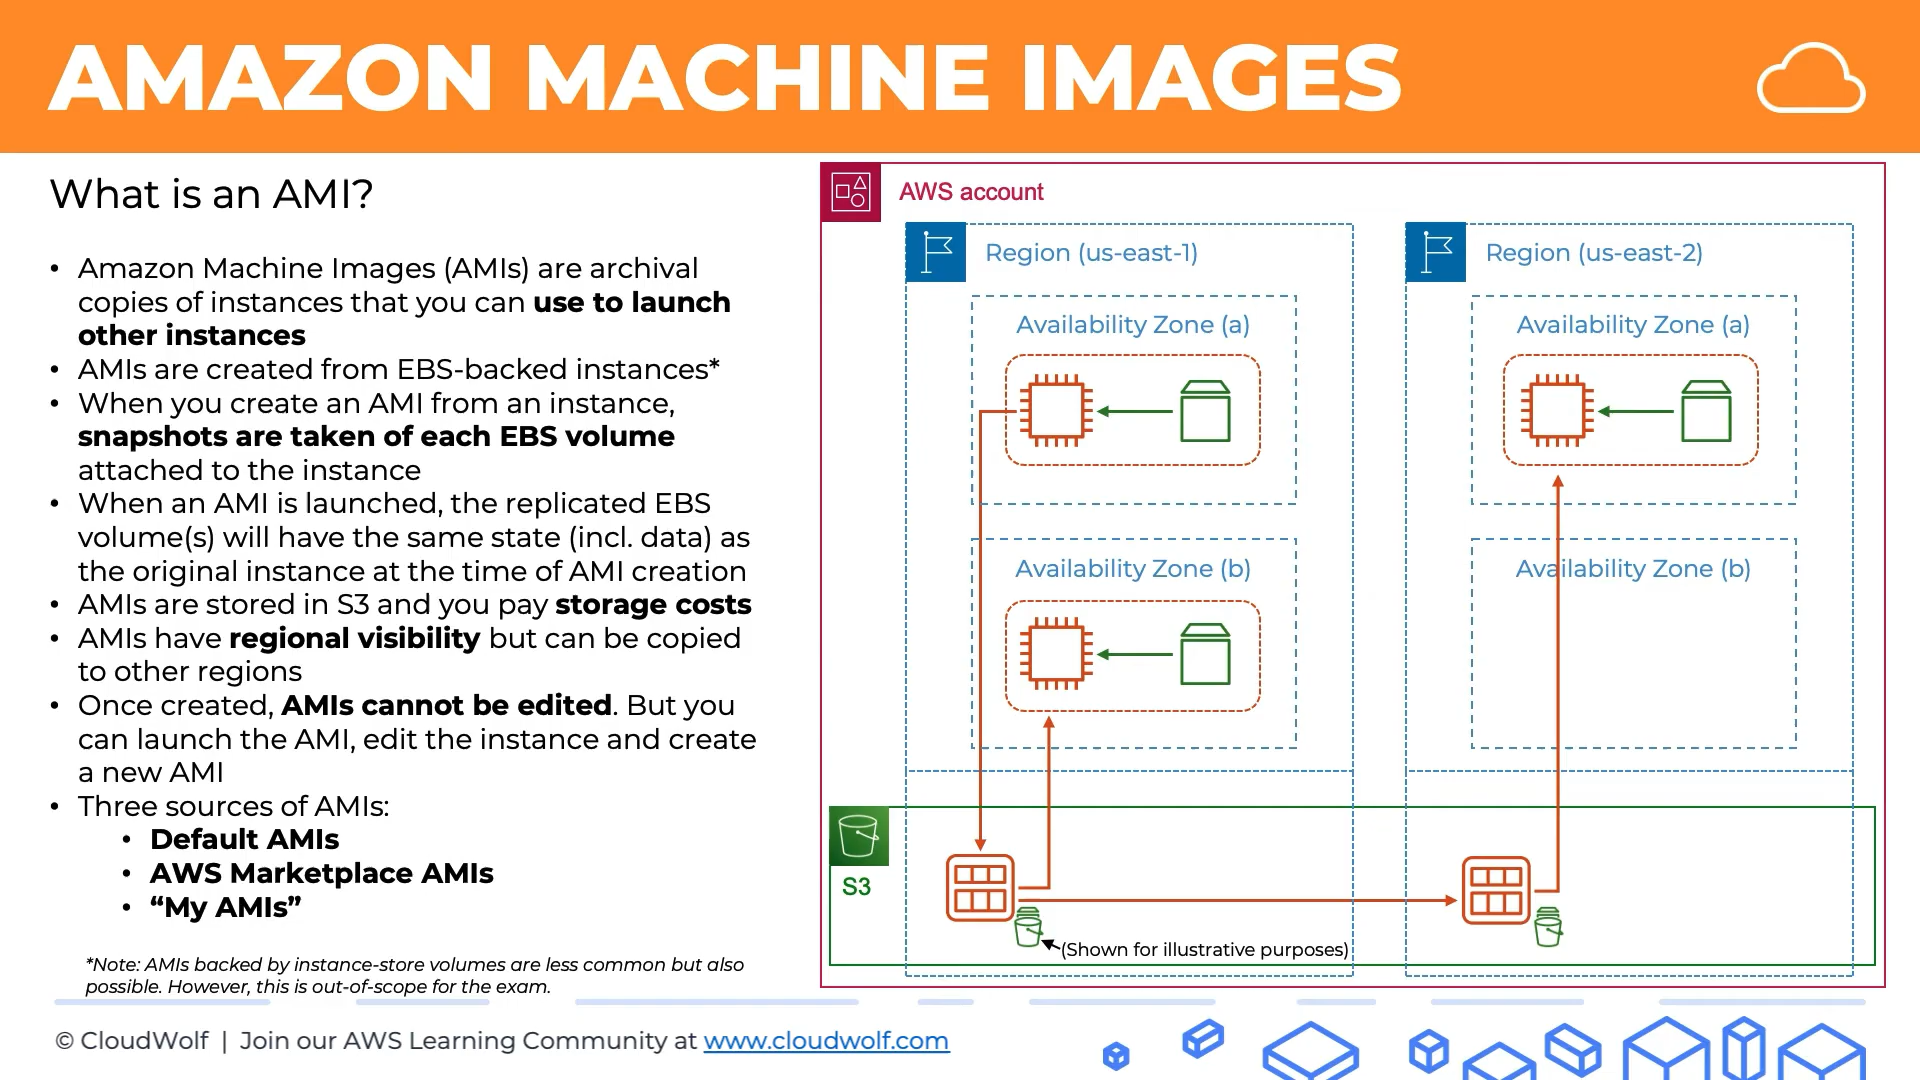 AMAZON MACHINE IMAGES
What is an AMI?
• Amazon Machine Images (AMIs) are archival
copies of instances that you can use to launch
other instances
• AMIs are created from EBS-backed instances*
• When you create an AMI from an instance,
snapshots are taken of each EBS volume
attached to the instance
• When an AMI is launched, the replicated EBS
volume(s) will have the same state (incl. data) as
the original instance at the time of AMI creation
• AMIs are stored in S3 and you pay storage costs
• AMIs have regional visibility but can be copied
to other regions
• Once created, AMIs cannot be edited. But you
can launch the AMI, edit the instance and create
a new AMI
• Three sources of AMIs:
• Default AMIs
• AWS Marketplace AMIs
• “My AMIs”
*Note: AMIs backed by instance-store volumes are less common but also
possible. However, this is out-of-scope for the exam.
AWS account
Region (us-east-1)
Availability Zone (a)
Availability Zone (b)
Region (us-east-2)
Availability Zone (a)
Availability Zone (b)
S3
(Shown for illustrative purposes)
© CloudWolf | Join our AWS Learning Community at www.cloudwolf.com